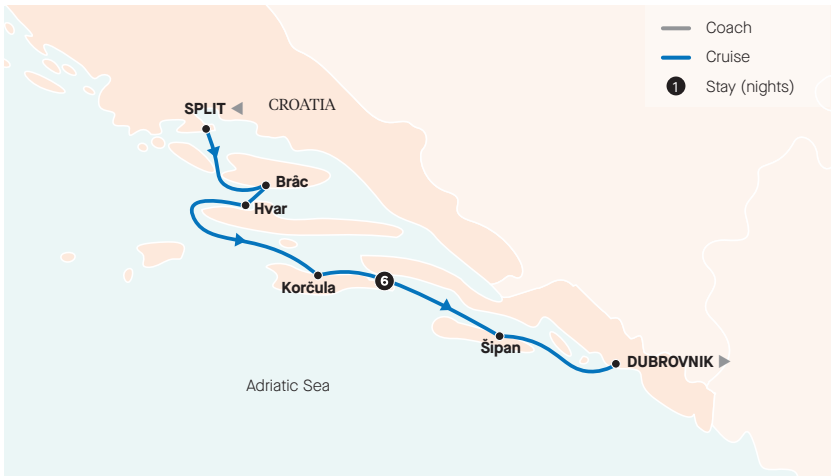 Coach
Cruise
1 Stay (nights)
SPLIT
CROATIA
Brâc
Hvar
Korčula
6
Šipan
DUBROVNIK
Adriatic Sea